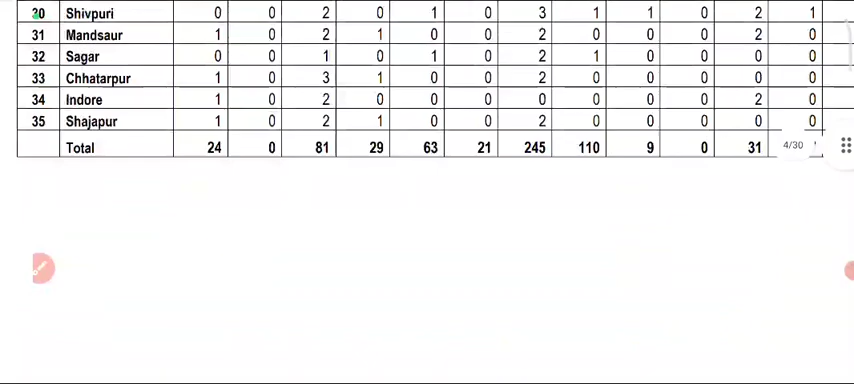 30 Shivpuri 0 0 2 0 1 0 3 1 1 0 2 1
31 Mandsaur 1 0 2 1 0 0 2 0 0 0 2 0
32 Sagar 0 0 1 0 1 0 2 1 0 0 0 0
33 Chhatarpur 1 0 3 1 0 0 2 0 0 0 0 0
34 Indore 1 0 2 0 0 0 0 0 0 0 2 0
35 Shajapur 1 0 2 1 0 0 2 0 0 0 0 0
Total 24 0 81 29 63 21 245 110 9 0 31
4/30